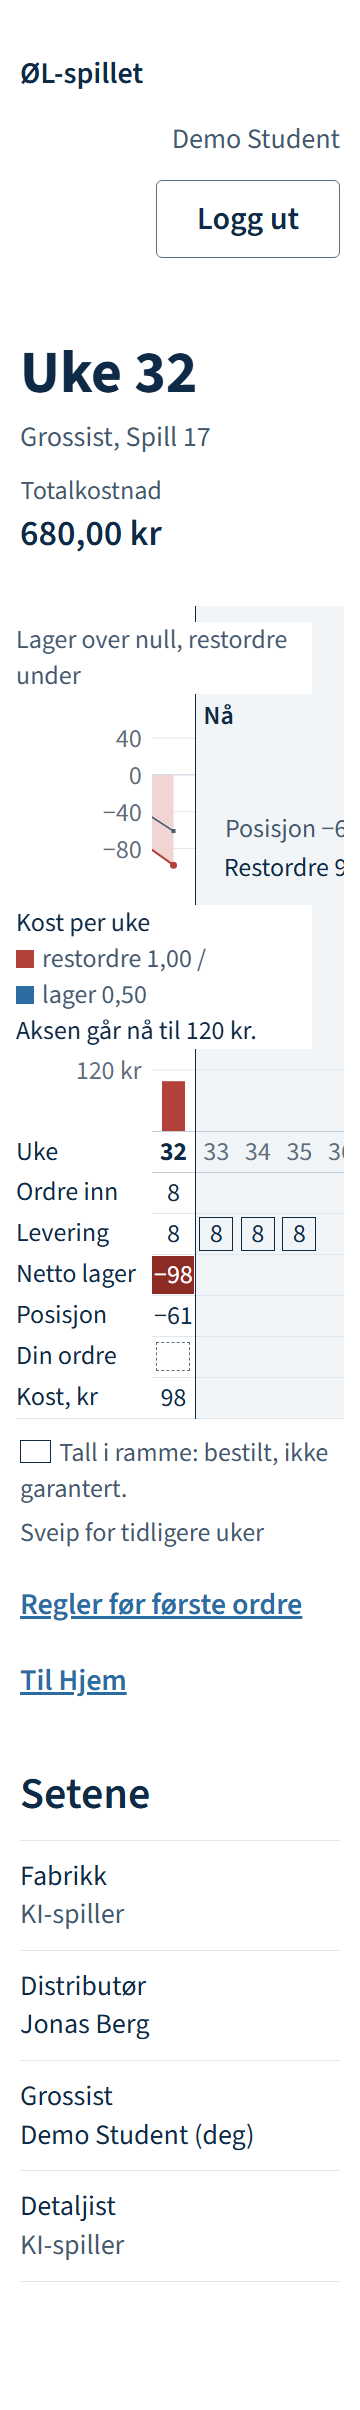 ØL-spillet
Demo Student
Logg ut
Uke 32
Grossist, Spill 17
Totalkostnad
680,00 kr
Lager over null, restordre
under
Nå
40
0
−40
−80
Posisjon −6
Restordre 9
Kost per uke
restordre 1,00 /
lager 0,50
Aksen går nå til 120 kr.
120 kr
Uke 32 33 34 35
Ordre inn 8
Levering 8 8 8 8
Netto lager −98
Posisjon −61
Din ordre
Kost, kr 98
Tall i ramme: bestilt, ikke
garantert.
Sveip for tidligere uker
Regler før første ordre
Til Hjem
Setene
Fabrikk
KI-spiller
Distributør
Jonas Berg
Grossist
Demo Student (deg)
Detaljist
KI-spiller